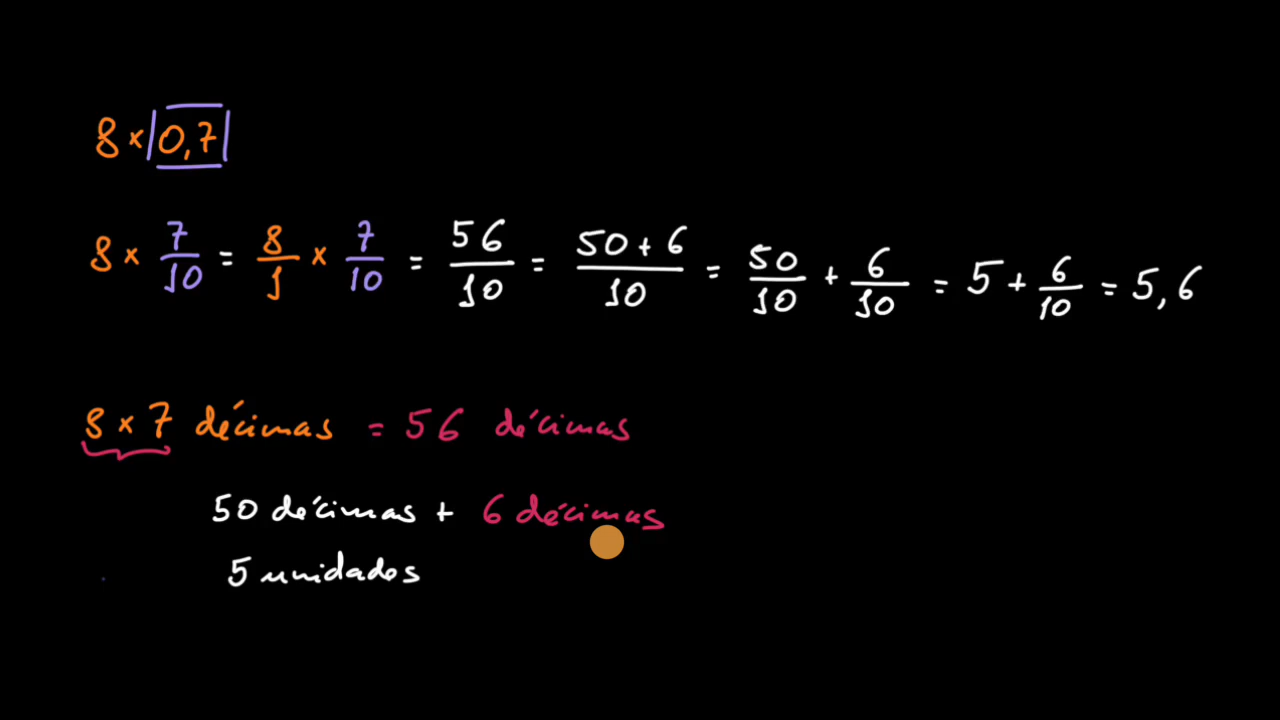 8 × 0,7
8 × 7/10 = 8/1 × 7/10 = 56/10 = 50 + 6/10 = 50/10 + 6/10 = 5 + 6/10 = 5,6
8 × 7 décimas = 56 décimas
50 décimas + 6 décimas
5 unidades